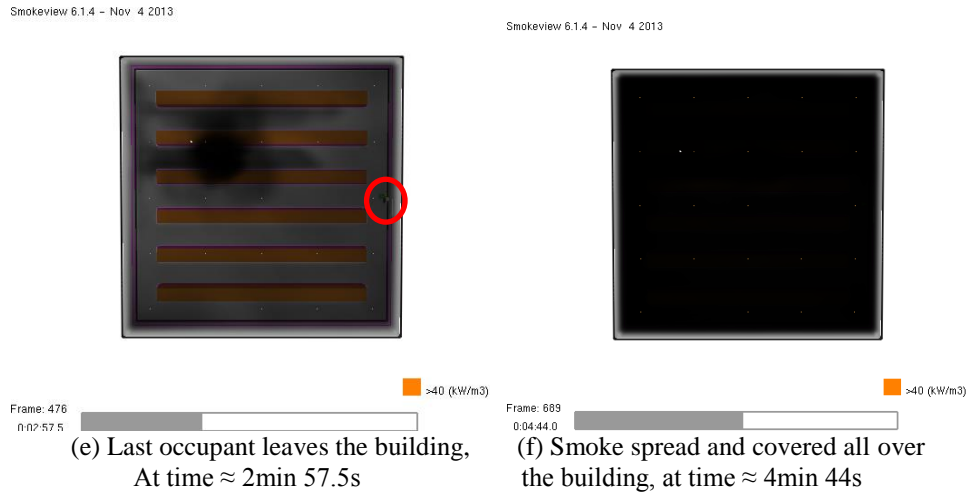 Smokeview 6.1.4 - Nov 4 2013
>40 (kW/m3)
Frame: 476
0:02:57.5
(e) Last occupant leaves the building,
At time ≈ 2min 57.5s
Smokeview 6.1.4 - Nov 4 2013
>40 (kW/m3)
Frame: 689
0:04:44.0
(f) Smoke spread and covered all over
the building, at time ≈ 4min 44s